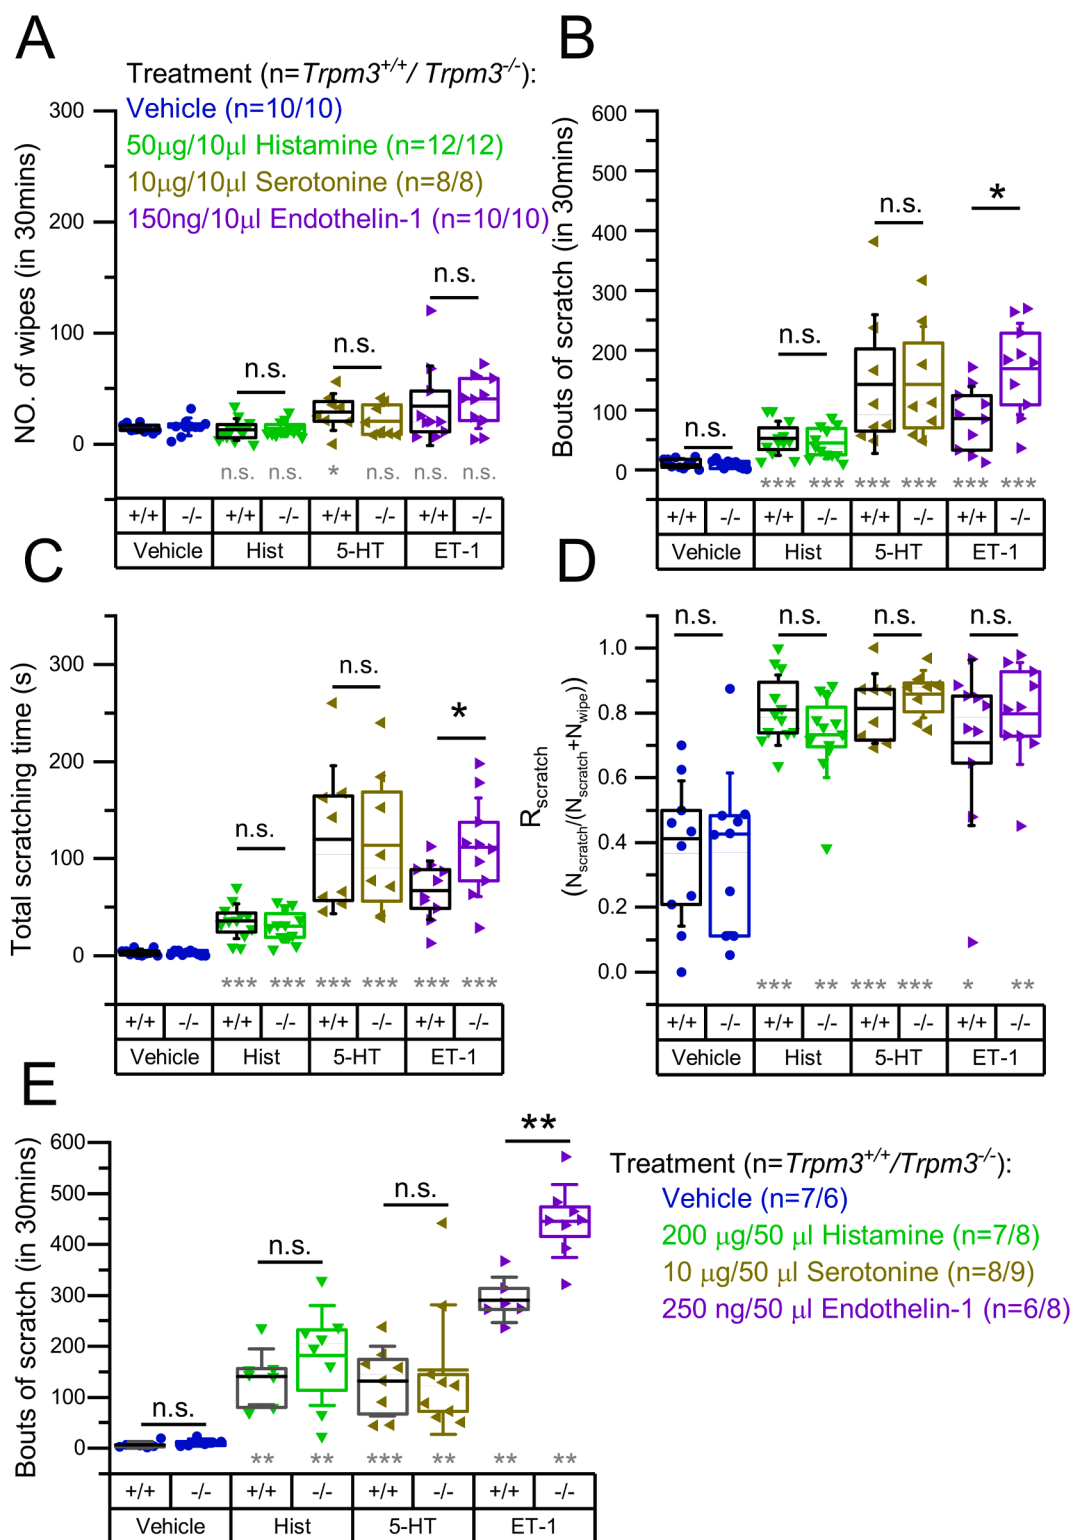 A
Treatment (n=Trpm3+/+/ Trpm3-/-):
Vehicle (n=10/10)
50μg/10μl Histamine (n=12/12)
10μg/10μl Serotonine (n=8/8)
150ng/10μl Endothelin-1 (n=10/10)
NO. of wipes (in 30mins)
300
200
100
0
n.s.
n.s.
n.s.
n.s. n.s. * n.s. n.s. n.s.
+/+ -/- +/+ -/- +/+ -/- +/+ -/-
Vehicle Hist 5-HT ET-1
B
Bouts of scratch (in 30mins)
600
500
400
300
200
100
0
n.s.
n.s.
n.s.
*
*** *** *** *** *** ***
+/+ -/- +/+ -/- +/+ -/- +/+ -/-
Vehicle Hist 5-HT ET-1
C
Total scratching time (s)
300
200
100
0
n.s.
n.s.
*
*** *** *** *** *** ***
+/+ -/- +/+ -/- +/+ -/- +/+ -/-
Vehicle Hist 5-HT ET-1
D
Rscratch
(Nscratch/(Nscratch+Nwipe))
1.0
0.8
0.6
0.4
0.2
0.0
n.s. n.s. n.s. n.s.
*** ** *** *** * **
+/+ -/- +/+ -/- +/+ -/- +/+ -/-
Vehicle Hist 5-HT ET-1
E
Bouts of scratch (in 30mins)
600
500
400
300
200
100
0
n.s.
n.s.
n.s.
**
** ** *** ** ** **
+/+ -/- +/+ -/- +/+ -/- +/+ -/-
Vehicle Hist 5-HT ET-1
Treatment (n=Trpm3+/+/Trpm3-/-):
Vehicle (n=7/6)
200 μg/50 μl Histamine (n=7/8)
10 μg/50 μl Serotonine (n=8/9)
250 ng/50 μl Endothelin-1 (n=6/8)